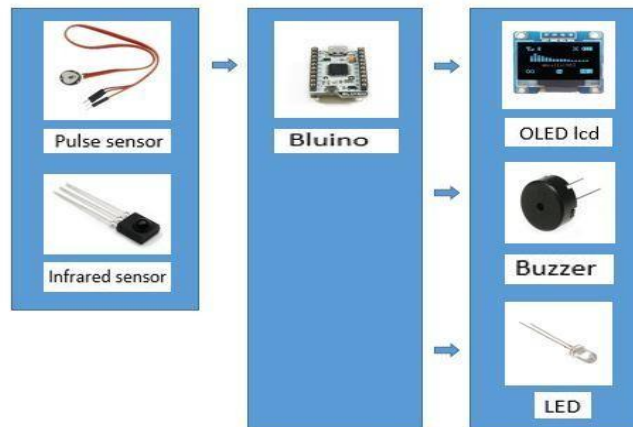 Pulse sensor
Infrared sensor
Bluino
OLED lcd
Buzzer
LED